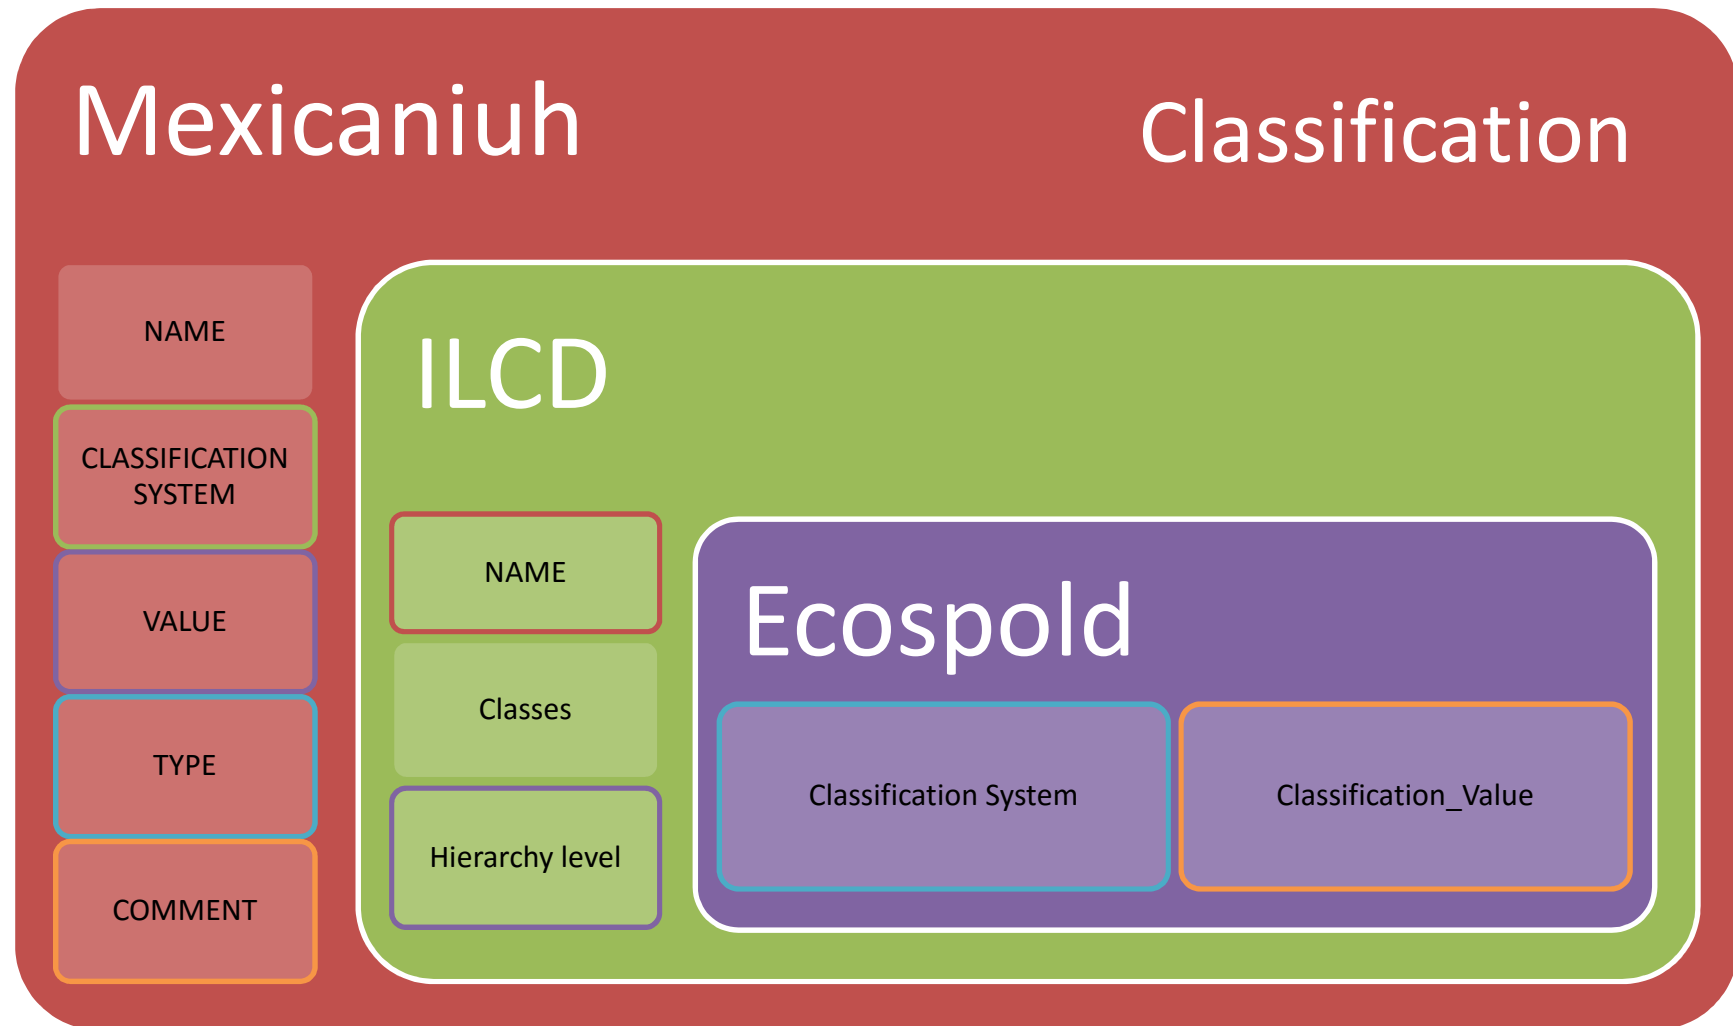 Mexicaniuh
Classification
NAME
CLASSIFICATION
SYSTEM
VALUE
TYPE
COMMENT
ILCD
NAME
Classes
Hierarchy level
Ecospold
Classification System
Classification_Value